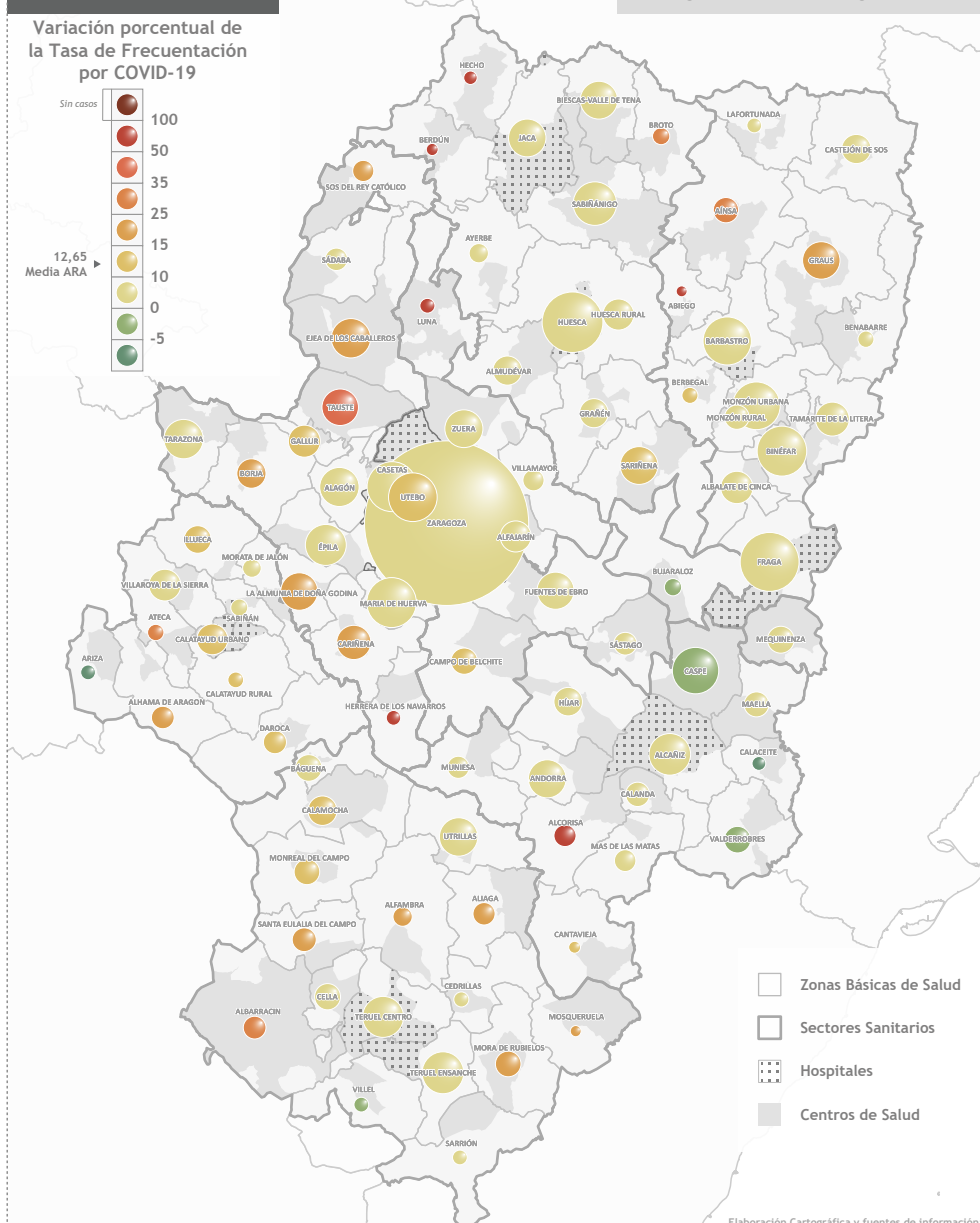 Variación porcentual de
la Tasa de Frecuentación
por COVID-19
Sin casos
100
50
35
25
15
12,65
Media ARA
10
0
-5
HECHO
BIESCAS-VALLE DE TENA
LAFORTUNADA
BROTO
BERDÚN
JACA
CASTEJÓN DE SOS
SOS DEL REY CATÓLICO
SABIÑÁNIGO
AÍNSA
AYERBE
SÁDABA
GRAUS
ABIEGO
LUNA
HUESCA
HUESCA RURAL
BENABARRE
EJEA DE LOS CABALLEROS
BARBASTRO
ALMUDÉVAR
BERBEGAL
TAUSTE
GRAÑÉN
MONZÓN URBANA
MONZÓN RURAL
TAMARITE DE LA LITERA
TARAZONA
GALLUR
ZUERA
BINÉFAR
BORJA
CASETAS
VILLAMAYOR
SARIÑENA
ALAGÓN
UTEBO
ALBALATE DE CINCA
ZARAGOZA
ILLUECA
ALFAJARÍN
ÉPILA
MORATA DE JALÓN
FRAGA
BUJARALOZ
VILLAROYA DE LA SIERRA
LA ALMUNIA DE DOÑA GODINA
FUENTES DE EBRO
MARIA DE HUERVA
SABIÑÁN
ATECA
CALATAYUD URBANO
CARIÑENA
SÁSTAGO
MEQUINENZA
ARIZA
CAMPO DE BELCHITE
CASPE
CALATAYUD RURAL
ALHAMA DE ARAGON
HERRERA DE LOS NAVARROS
HÍJAR
MAELLA
DAROCA
BÁGUENA
MUNIESA
ALCAÑIZ
CALACEITE
ANDORRA
CALANDA
CALAMOCHA
ALCORISA
UTRILLAS
VALDERROBRES
MAS DE LAS MATAS
MONREAL DEL CAMPO
ALFAMBRA
ALIAGA
SANTA EULALIA DEL CAMPO
CANTAVIEJA
CEDRILLAS
CELLA
ALBARRACIN
TERUEL CENTRO
MOSQUERUELA
MORA DE RUBIELOS
TERUEL ENSANCHE
VILLEL
SARRIÓN
Zonas Básicas de Salud
Sectores Sanitarios
Hospitales
Centros de Salud
Elaboración Cartográfica y fuentes de información